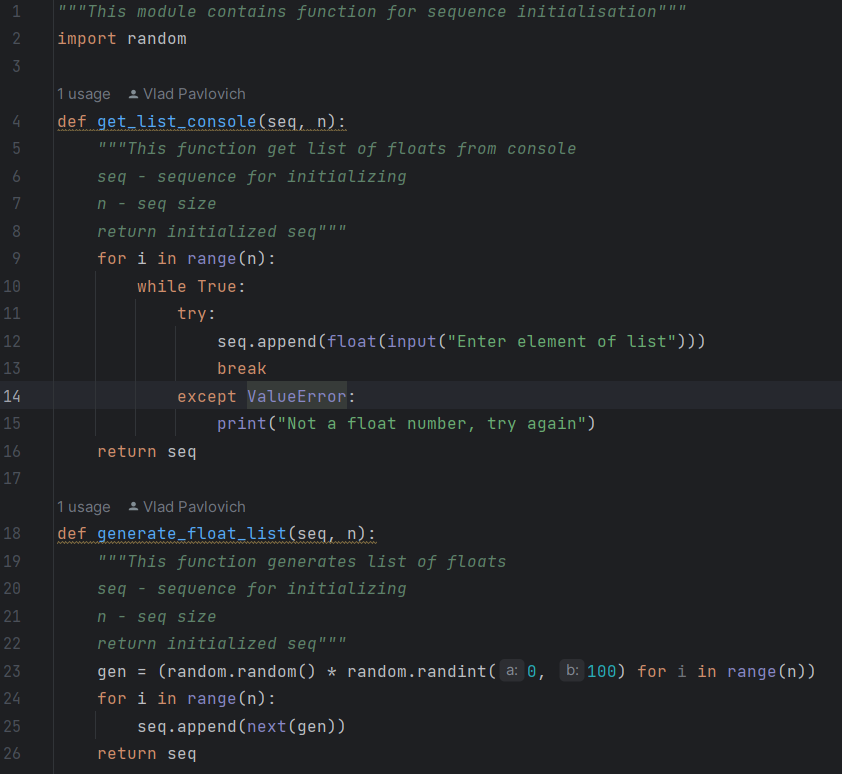 1 """This module contains function for sequence initialisation"""
2 import random
3
1 usage Vlad Pavlovich
4 def get_list_console(seq, n):
5 """This function get list of floats from console
6 seq - sequence for initializing
7 n - seq size
8 return initialized seq"""
9 for i in range(n):
10 while True:
11 try:
12 seq.append(float(input("Enter element of list")))
13 break
14 except ValueError:
15 print("Not a float number, try again")
16 return seq
17
1 usage Vlad Pavlovich
18 def generate_float_list(seq, n):
19 """This function generates list of floats
20 seq - sequence for initializing
21 n - seq size
22 return initialized seq"""
23 gen = (random.random() * random.randint( a: 0, b: 100) for i in range(n))
24 for i in range(n):
25 seq.append(next(gen))
26 return seq